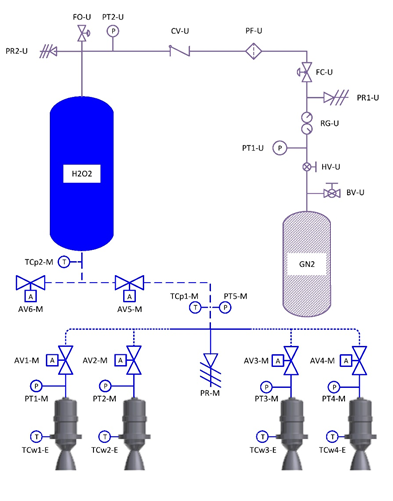 FO-U PT2-U
P
CV-U PF-U
PR2-U
FC-U
PR1-U
RG-U
PT1-U P
HV-U
BV-U
H2O2
GN2
TCp2-M T
A A
AV6-M AV5-M
TCp1-M PT5-M
T P
AV1-M A AV2-M A
AV3-M A AV4-M A
PR-M
P P P P
PT1-M PT2-M PT3-M PT4-M
T T T T
TCw1-E TCw2-E TCw3-E TCw4-E